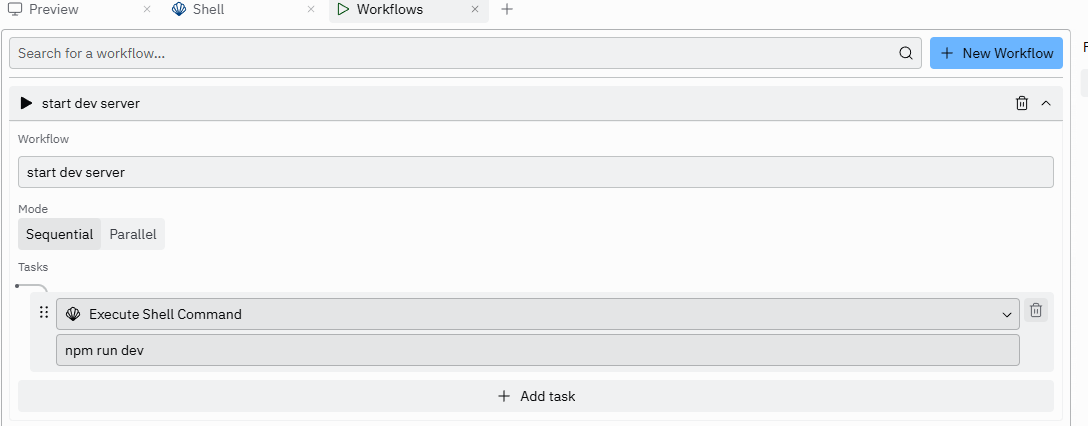 Preview
Shell
Workflows
Search for a workflow...
New Workflow
start dev server
Workflow
start dev server
Mode
Sequential Parallel
Tasks
Execute Shell Command
npm run dev
Add task